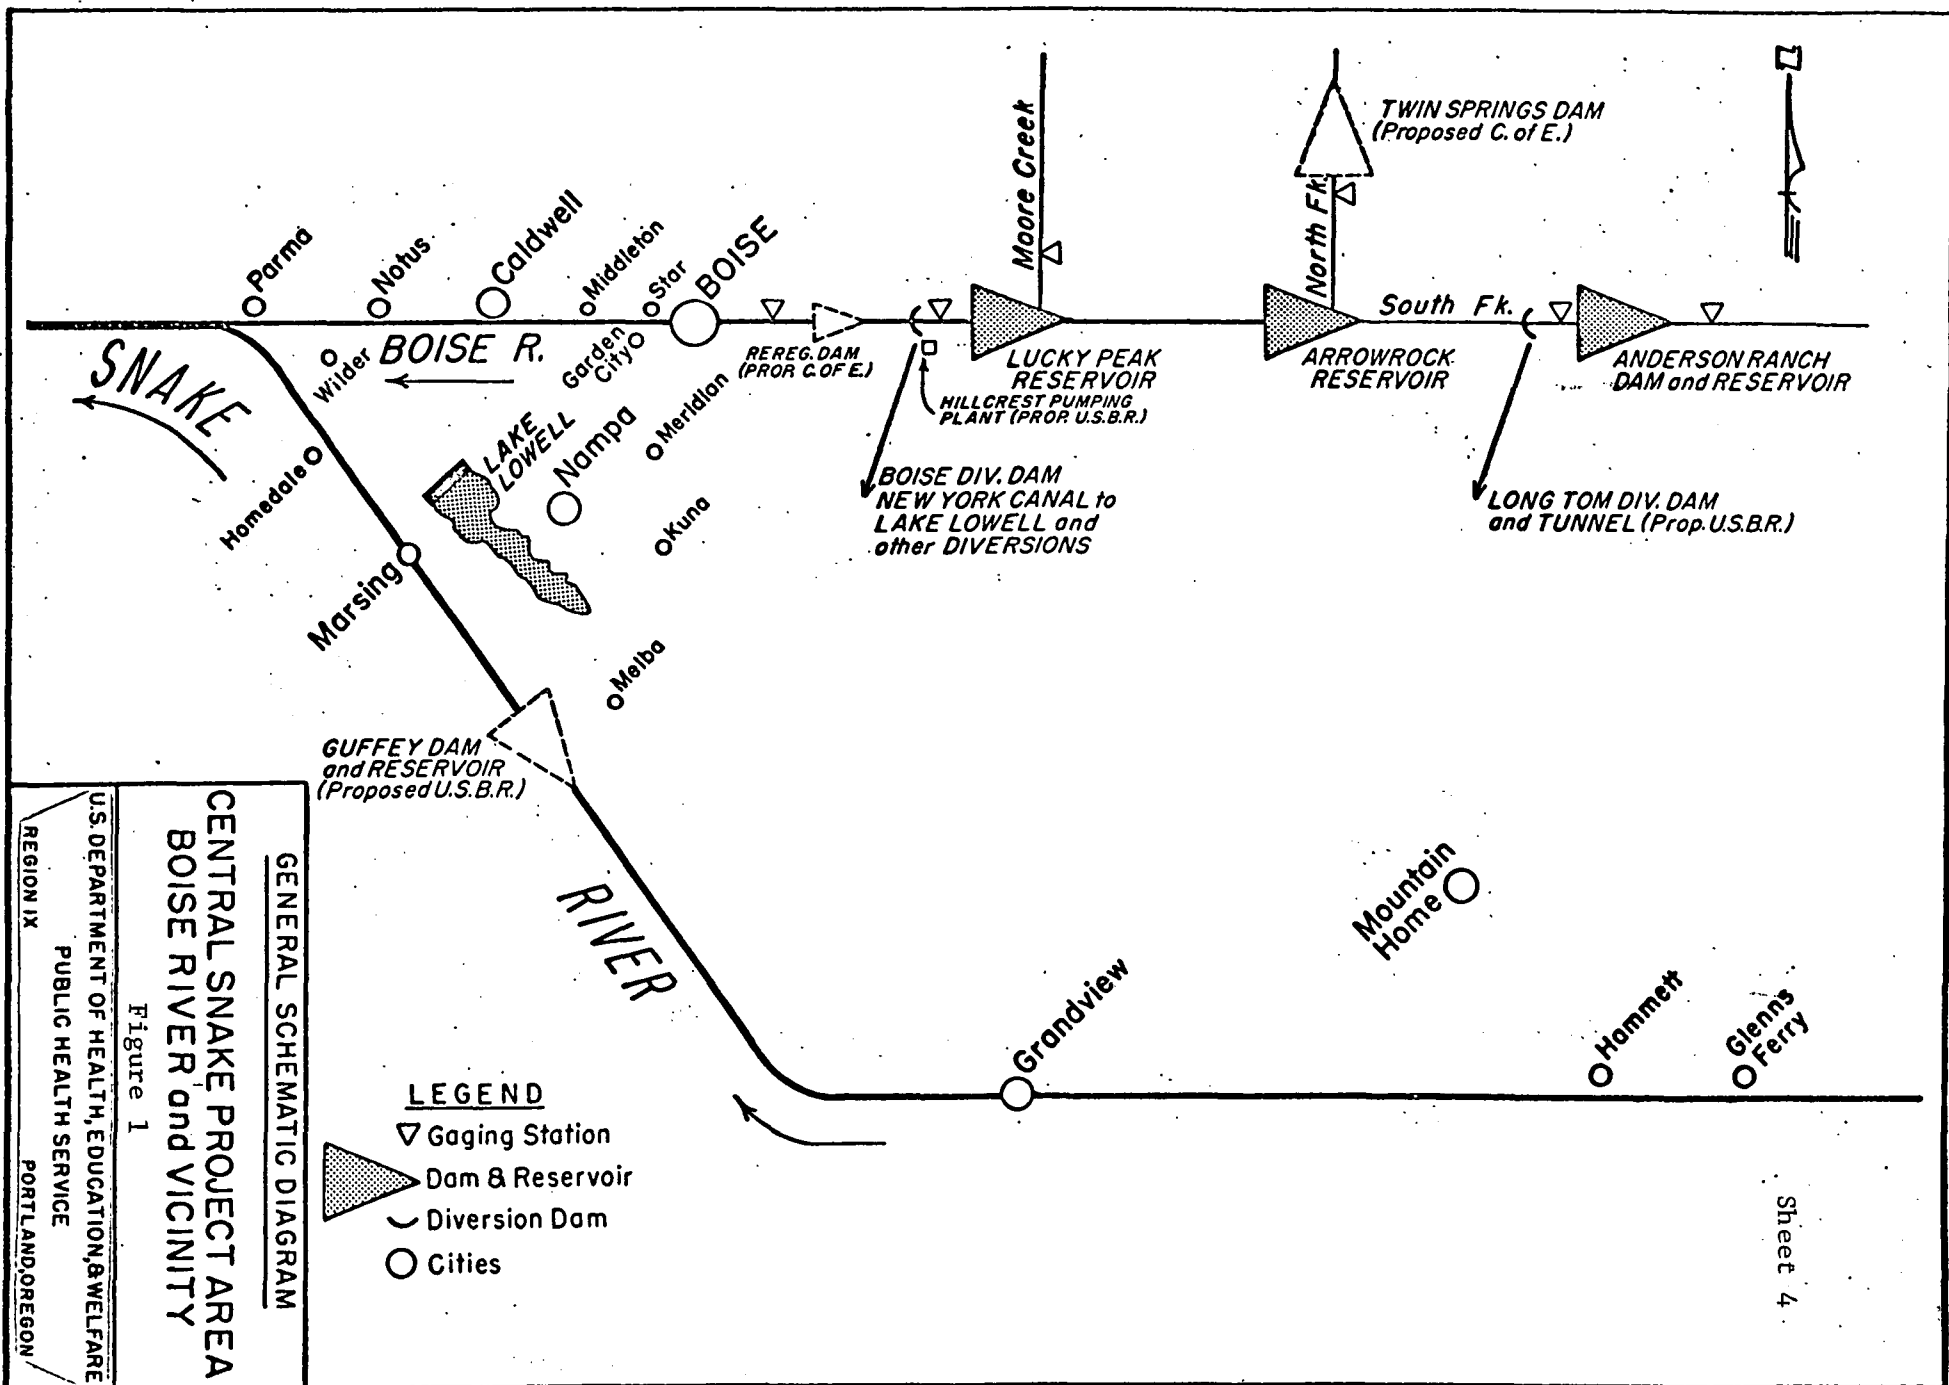 TWIN SPRINGS DAM
(Proposed C. of E.)
Moore Creek
North Fk.
Parma
Notus
Caldwell
Middleton
Star
BOISE
South Fk.
SNAKE
Wilder
BOISE R.
Garden
City
REREG. DAM
(PROP. C. OF E.)
LUCKY PEAK
RESERVOIR
ARROWROCK
RESERVOIR
ANDERSON RANCH
DAM and RESERVOIR
HILLCREST PUMPING
PLANT (PROP. U.S.B.R.)
Meridian
LAKE
LOWELL
Nampa
Homedale
Kuna
BOISE DIV. DAM
NEW YORK CANAL to
LAKE LOWELL and
other DIVERSIONS
LONG TOM DIV. DAM
and TUNNEL (Prop. U.S.B.R.)
Marsing
Melba
GUFFEY DAM
and RESERVOIR
(Proposed U.S.B.R.)
RIVER
Mountain
Home
Grandview
Hammett
Glenns
Ferry
LEGEND
Gaging Station
Dam & Reservoir
Diversion Dam
Cities
GENERAL SCHEMATIC DIAGRAM
CENTRAL SNAKE PROJECT AREA
BOISE RIVER and VICINITY
Figure 1
U.S. DEPARTMENT OF HEALTH, EDUCATION, & WELFARE
PUBLIC HEALTH SERVICE
REGION IX
PORTLAND, OREGON
Sheet 4